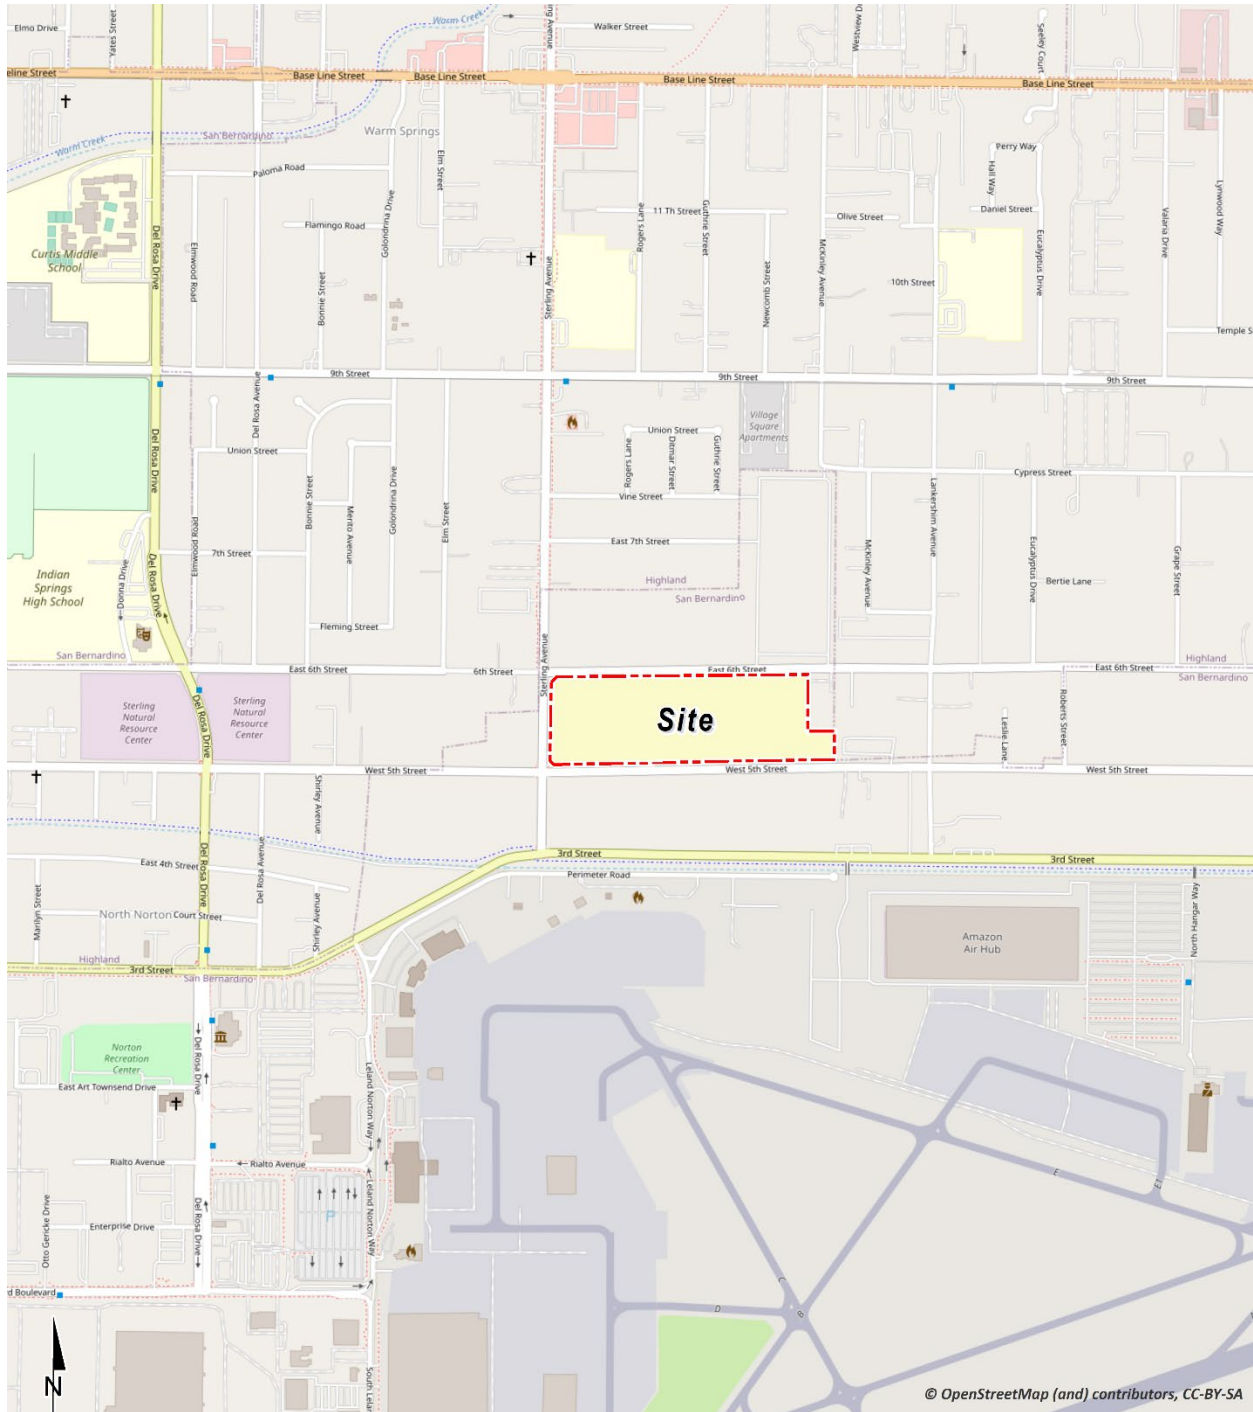 Elmo Drive
Yates Street
Warm Creek
ng Avenue
Walker Street
Seeley Court
eline Street
Base Line Street
Base Line Street
Base Line Street
Base Line Street
Warm Creek
San Bernardino
Warm Springs
Paloma Road
Elm Street
Perry Way
Hall Way
Daniel Street
Lynwood Way
Flamingo Road
Golondrina Drive
11 Th Street
Rogers Lane
Guthrie Street
Olive Street
Valaria Drive
Eucalyptus Drive
Curtis Middle
School
Del Rosa Drive
Elmwood Road
Bonnie Street
Sterling Avenue
Newcomb Street
McKinley Avenue
10th Street
Temple S
9th Street
9th Street
9th Street
Del Rosa Drive
Del Rosa Avenue
Village
Square
Apartments
Union Street
Union Street
Rogers Lane
Ditmar Street
Guthrie Street
Cypress Street
Vine Street
Bonnie Street
Merito Avenue
Golondrina Drive
Elm Street
Lankershim Avenue
East 7th Street
7th Street
Elmwood Road
McKinley Avenue
Eucalyptus Drive
Grape Street
Indian
Springs
High School
Donna Drive
Del Rosa Drive
Highland
San Bernardino
Bertie Lane
Fleming Street
San Bernardino
East 6th Street
6th Street
Sterling Avenue
East 6th Street
East 6th Street
Highland
San Bernardino
Sterling
Natural
Resource
Center
Sterling
Natural
Resource
Center
Del Rosa Drive
Site
Leslie Lane
Roberts Street
West 5th Street
West 5th Street
West 5th Street
Shirley Avenue
3rd Street
3rd Street
East 4th Street
Del Rosa Drive
Del Rosa Avenue
Perimeter Road
Marilyn Street
North Norton
Court Street
Shirley Avenue
Amazon
Air Hub
North Hangar Way
Highland
3rd Street
San Bernardino
Norton
Recreation
Center
Del Rosa Drive
East Art Townsend Drive
Leland Norton Way
Rialto Avenue
Rialto Avenue
E
E1
Leland Norton Way
Otto Gericke Drive
Enterprise Drive
Del Rosa Drive
P
d Boulevard
C
D
B
South Lelan
N
© OpenStreetMap (and) contributors, CC-BY-SA